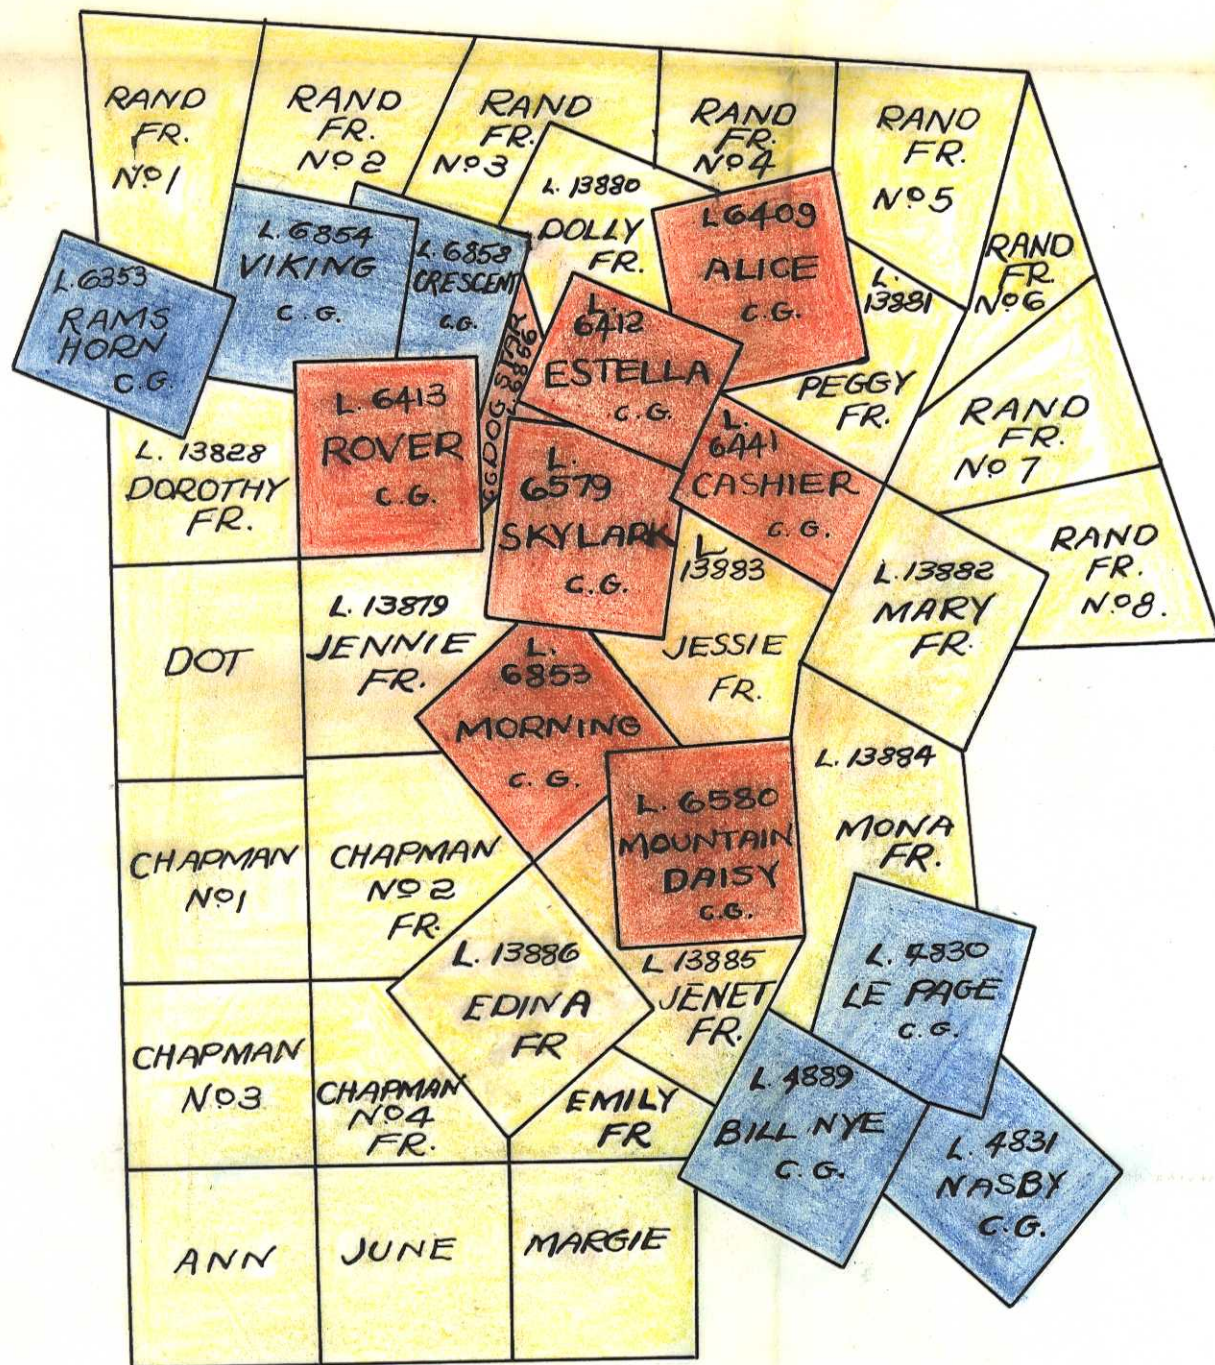 RAND
FR.
Nº1
RAND
FR.
Nº2
RAND
FR.
Nº3
RAND
FR.
Nº4
RAND
FR.
Nº5
RAND
FR.
Nº6
RAND
FR.
Nº7
RAND
FR.
Nº8.
L. 13880
DOLLY
FR.
L6409
ALICE
C.G.
L.
13881
PEGGY
FR.
L. 6854
VIKING
C.G.
L. 6858
CRESCENT
C.G.
L.6353
RAMS
HORN
C.G.
DOG STAR
L.6866
C.G.
L.
6412
ESTELLA
C.G.
L. 6413
ROVER
C.G.
L.
6441
CASHIER
C.G.
L. 13828
DOROTHY
FR.
L.
6579
SKYLARK
C.G.
L
13883
JESSIE
FR.
L.13882
MARY
FR.
DOT
L. 13879
JENNIE
FR.
L.
6853
MORNING
C.G.
L. 6580
MOUNTAIN
DAISY
C.G.
L. 13884
MONA
FR.
CHAPMAN
Nº1
CHAPMAN
Nº2
FR.
L. 13886
EDINA
FR
L 13885
JENET
FR.
L. 4830
LE PAGE
C.G.
CHAPMAN
Nº3
CHAPMAN
Nº4
FR.
EMILY
FR
L. 4889
BILL NYE
C.G.
L. 4831
NASBY
C.G.
ANN
JUNE
MARGIE